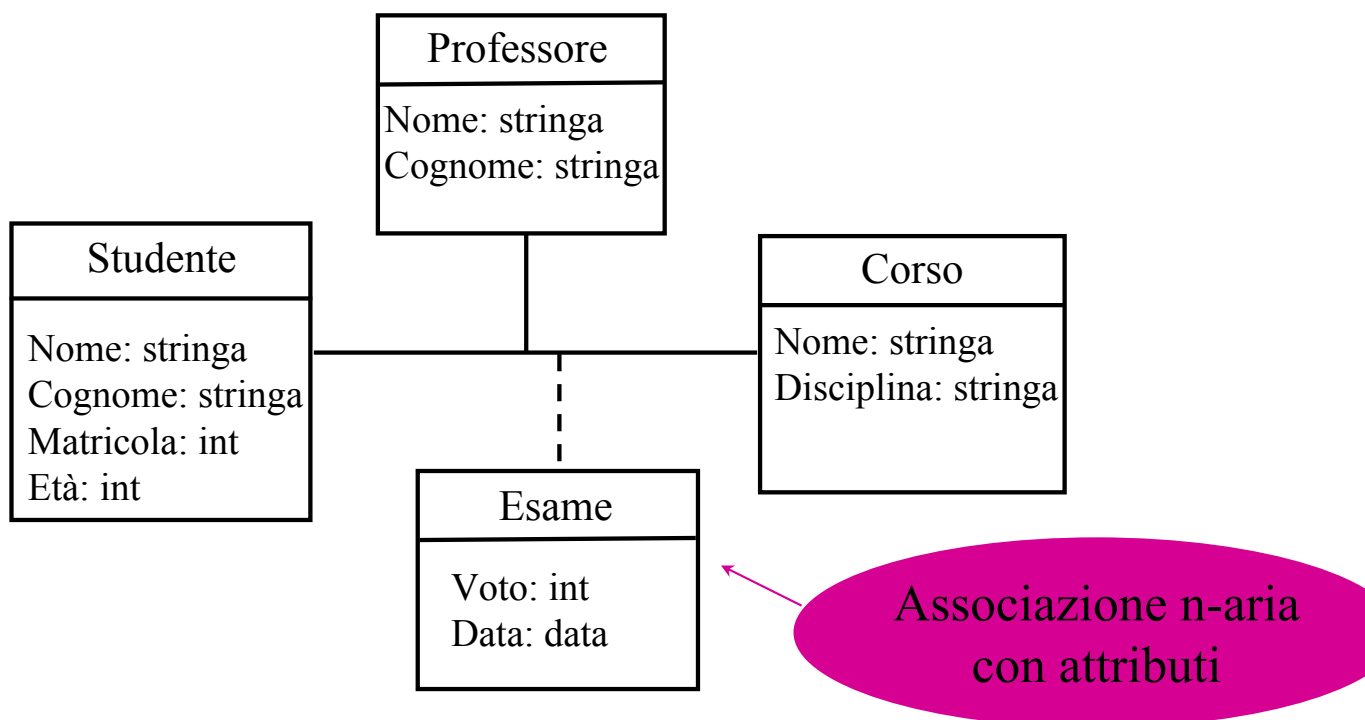 Professore
Nome: stringa
Cognome: stringa
Studente
Nome: stringa
Cognome: stringa
Matricola: int
Età: int
Corso
Nome: stringa
Disciplina: stringa
Esame
Voto: int
Data: data
Associazione n-aria
con attributi